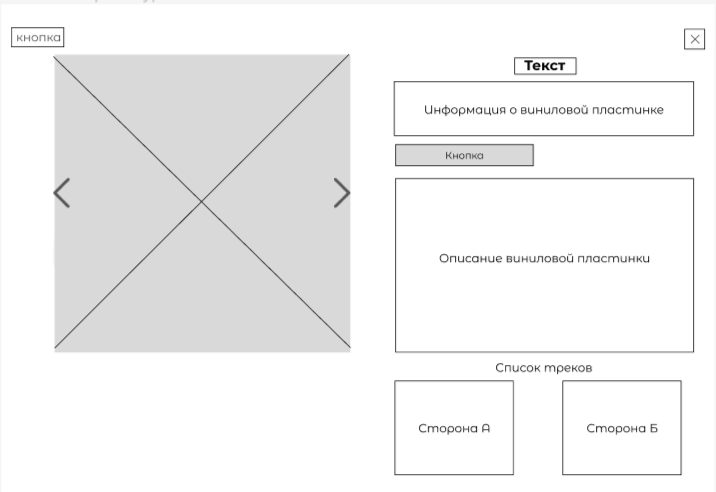 кнопка
Текст
Информация о виниловой пластинке
Кнопка
Описание виниловой пластинки
Список треков
Сторона А
Сторона Б